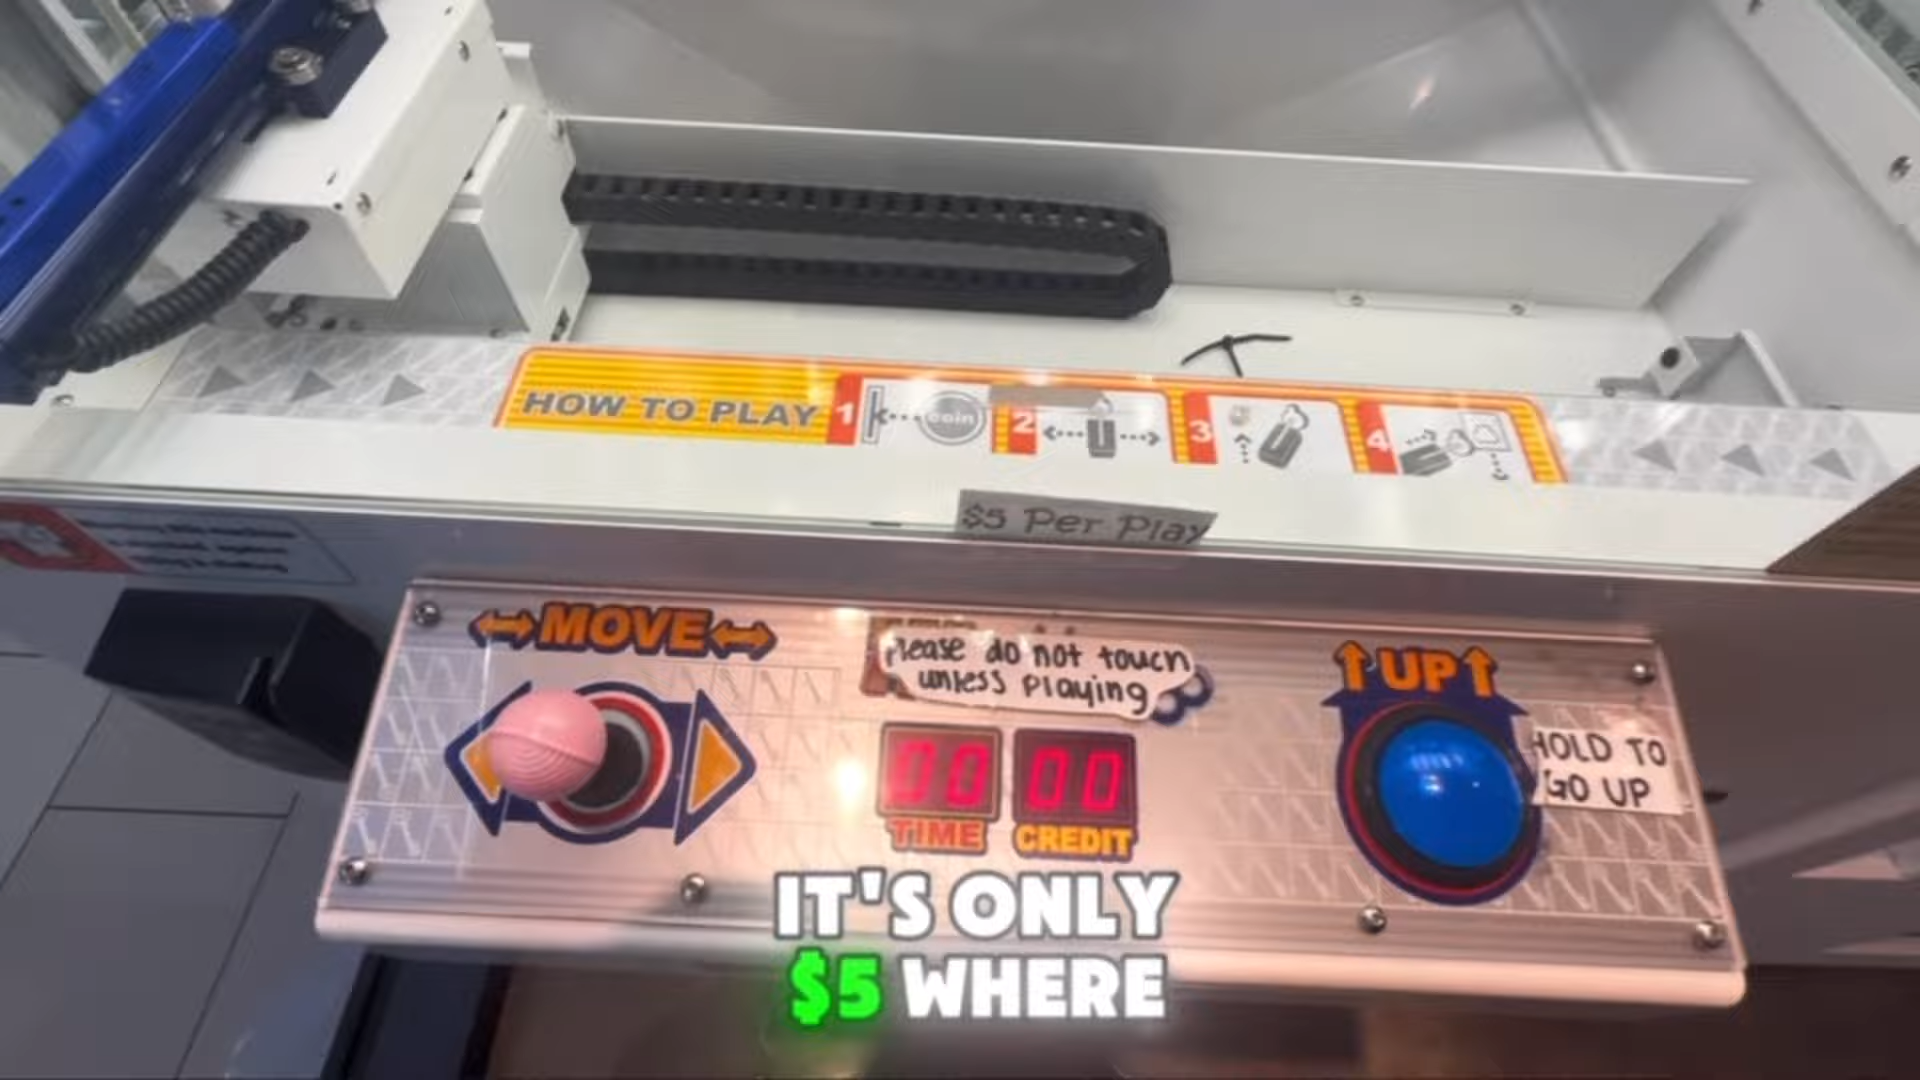 HOW TO PLAY 1 coin 2 3 4
$5 Per Play
MOVE
Please do not touch
unless playing
UP
HOLD TO
GO UP
00 00
TIME CREDIT
IT'S ONLY
$5 WHERE